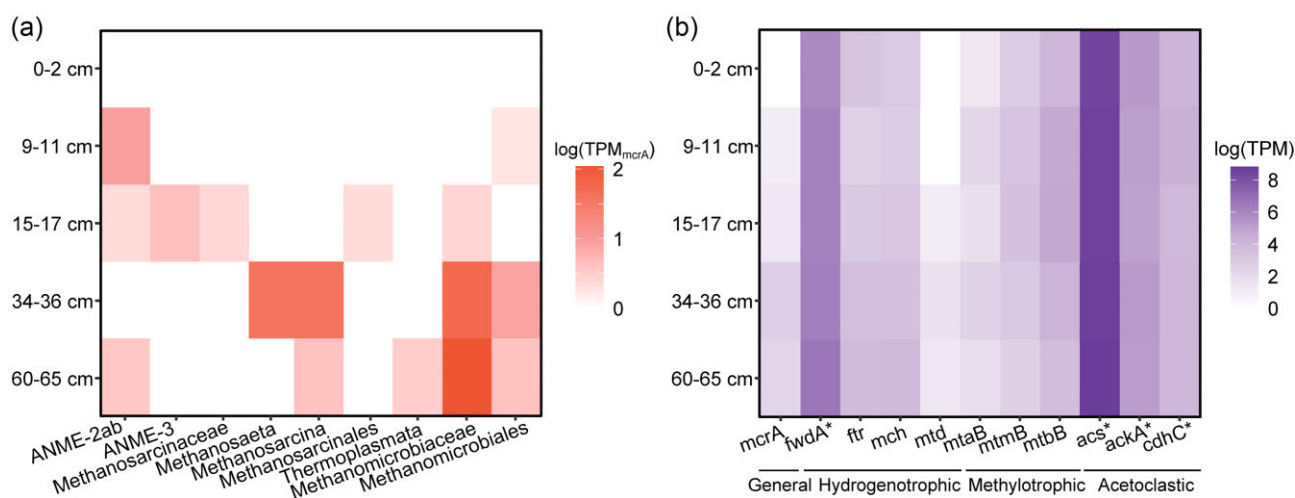 (a)
0-2 cm
9-11 cm
15-17 cm
34-36 cm
60-65 cm
ANME-2ab
ANME-3
Methanosarcinaceae
Methanosaeta
Methanosarcina
Methanosarcinales
Thermoplasmata
Methanomicrobiaceae
Methanomicrobiales
log(TPMmcrA)
2
1
0
(b)
0-2 cm
9-11 cm
15-17 cm
34-36 cm
60-65 cm
mcrA
fwdA*
ftr
mch
mtd
mtaB
mtmB
mtbB
acs*
ackA*
cdhC*
General Hydrogenotrophic Methylotrophic Acetoclastic
log(TPM)
8
6
4
2
0